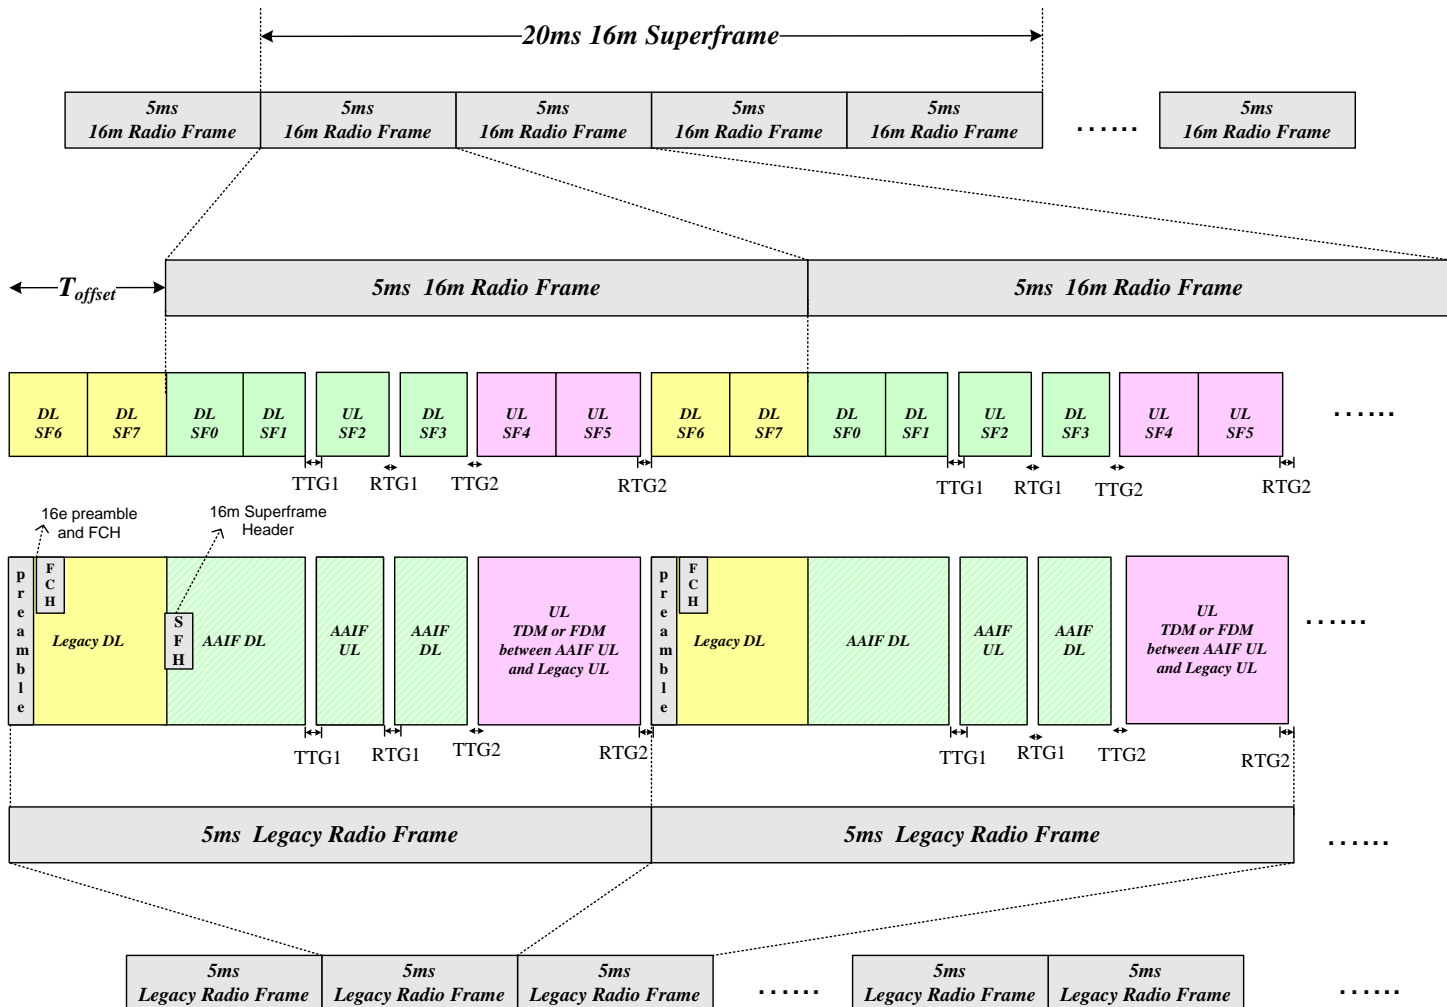 20ms 16m Superframe
5ms
16m Radio Frame
5ms
16m Radio Frame
5ms
16m Radio Frame
5ms
16m Radio Frame
5ms
16m Radio Frame
......
5ms
16m Radio Frame
Toffset
5ms 16m Radio Frame
5ms 16m Radio Frame
DL
SF6
DL
SF7
DL
SF0
DL
SF1
UL
SF2
DL
SF3
UL
SF4
UL
SF5
DL
SF6
DL
SF7
DL
SF0
DL
SF1
UL
SF2
DL
SF3
UL
SF4
UL
SF5
......
TTG1
RTG1
TTG2
RTG2
TTG1
RTG1
TTG2
RTG2
16e preamble
and FCH
16m Superframe
Header
preamble
FCH
Legacy DL
SFH
AAIF DL
AAIF
UL
AAIF
DL
UL
TDM or FDM
between AAIF UL
and Legacy UL
preamble
FCH
Legacy DL
AAIF DL
AAIF
UL
AAIF
DL
UL
TDM or FDM
between AAIF UL
and Legacy UL
......
TTG1
RTG1
TTG2
RTG2
TTG1
RTG1
TTG2
RTG2
5ms Legacy Radio Frame
5ms Legacy Radio Frame
......
5ms
Legacy Radio Frame
5ms
Legacy Radio Frame
5ms
Legacy Radio Frame
......
5ms
Legacy Radio Frame
5ms
Legacy Radio Frame
......